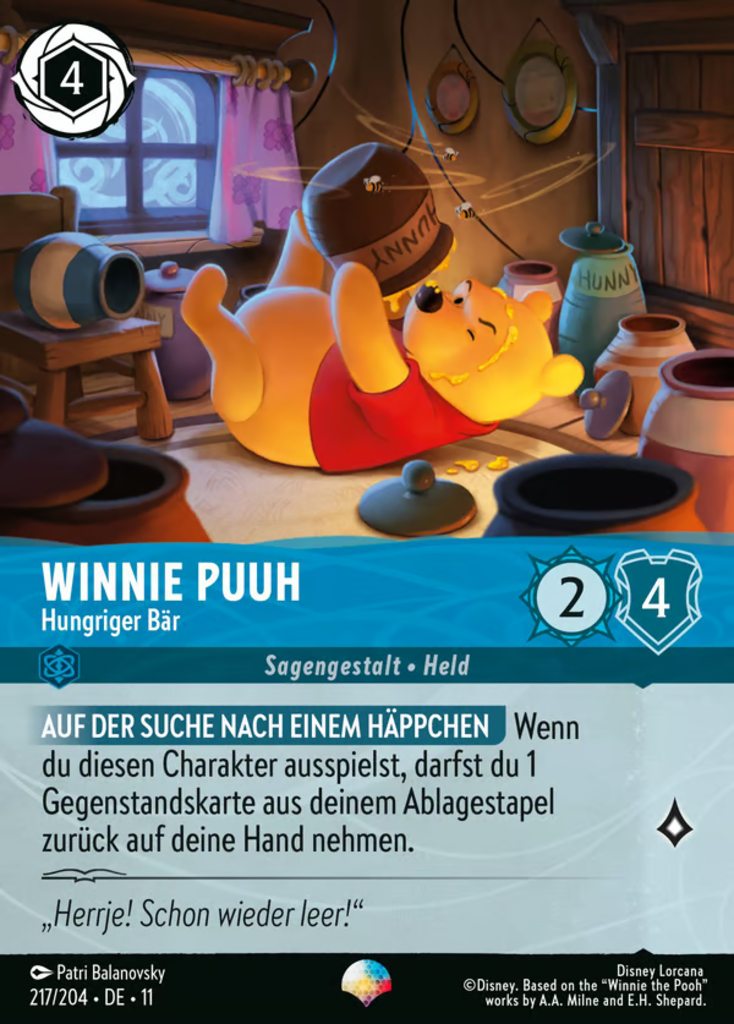 4
HUNNY
HUNNY
WINNIE PUUH
2
4
Hungriger Bär
Sagengestalt • Held
AUF DER SUCHE NACH EINEM HÄPPCHEN Wenn
du diesen Charakter ausspielst, darfst du 1
Gegenstandskarte aus deinem Ablagestapel
zurück auf deine Hand nehmen.
„Herrje! Schon wieder leer!“
Patri Balanovsky
217/204 • DE • 11
Disney Lorcana
©Disney. Based on the “Winnie the Pooh”
works by A.A. Milne and E.H. Shepard.